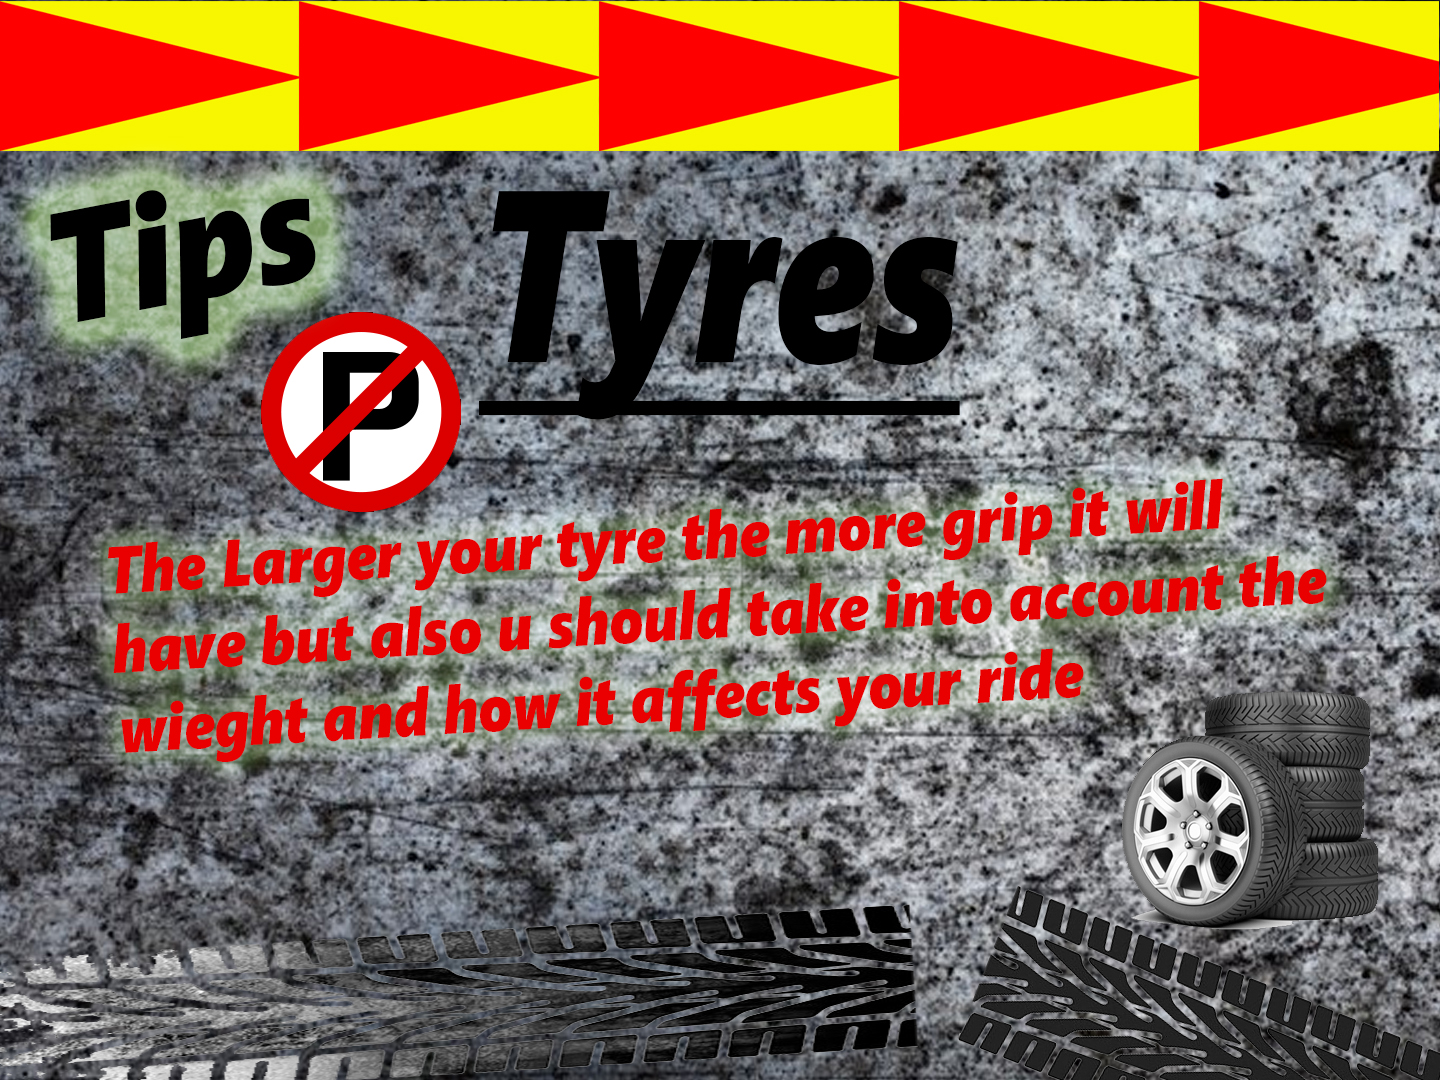 Tips
Tyres
P
The Larger your tyre the more grip it will
have but also u should take into account the
wieght and how it affects your ride